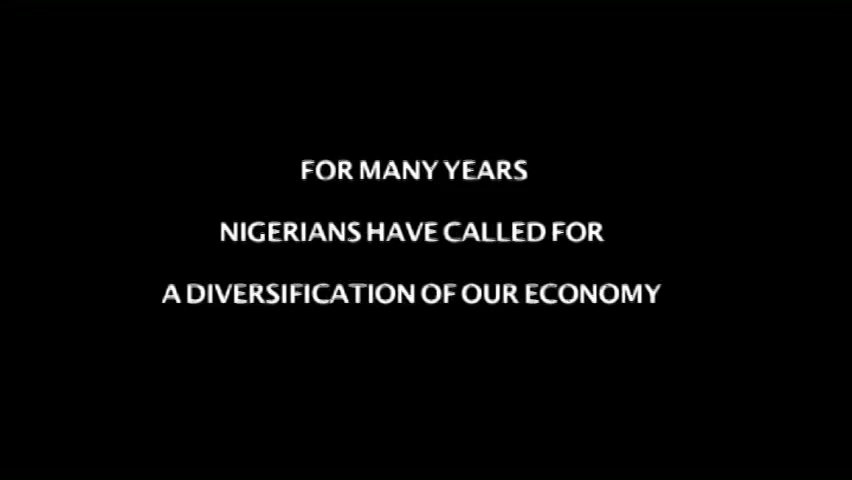 FOR MANY YEARS
NIGERIANS HAVE CALLED FOR
A DIVERSIFICATION OF OUR ECONOMY